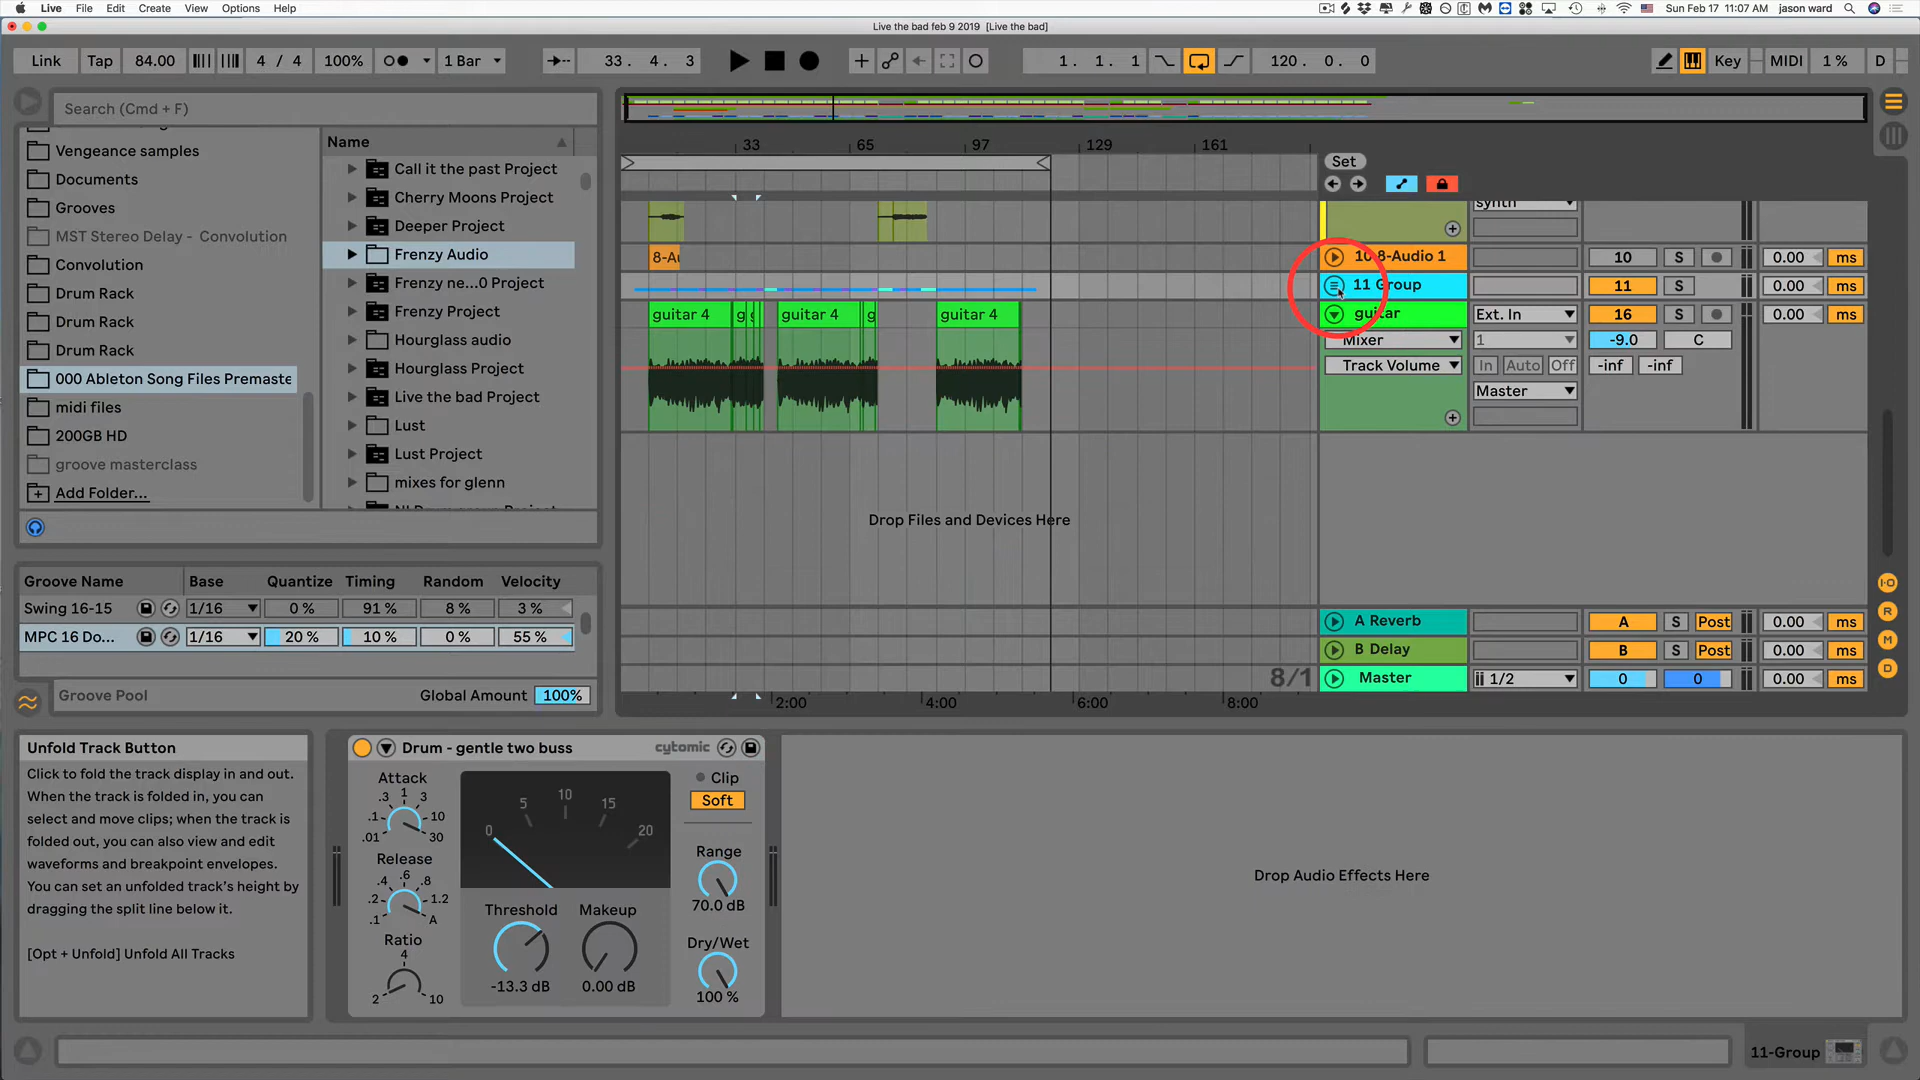 Live File Edit Create View Options Help
Sun Feb 17 11:07 AM jason ward
Live the bad feb 9 2019 [Live the bad]
Link Tap 84.00 4 / 4 100% 1 Bar 33. 4. 3 1. 1. 1 120. 0. 0 Key MIDI 1 % D
Search (Cmd + F)
Vengeance samples
Documents
Grooves
MST Stereo Delay - Convolution
Convolution
Drum Rack
Drum Rack
Drum Rack
000 Ableton Song Files Premaste
midi files
200GB HD
groove masterclass
Add Folder...
Name
Call it the past Project
Cherry Moons Project
Deeper Project
Frenzy Audio
Frenzy ne...0 Project
Frenzy Project
Hourglass audio
Hourglass Project
Live the bad Project
Lust
Lust Project
mixes for glenn
33 65 97 129 161
Set
synth
8-Au
10 8-Audio 1 10 S 0.00 ms
11 Group 11 S 0.00 ms
guitar 4 g g guitar 4 g guitar 4
guitar Ext. In 16 S 0.00 ms
Mixer 1 -9.0 C
Track Volume In Auto Off -inf -inf
Master
Drop Files and Devices Here
A Reverb A S Post 0.00 ms
B Delay B S Post 0.00 ms
8/1 Master 1/2 0 0 0.00 ms
2:00 4:00 6:00 8:00
I·O
R
M
D
Groove Name Base Quantize Timing Random Velocity
Swing 16-15 1/16 0 % 91 % 8 % 3 %
MPC 16 Do... 1/16 20 % 10 % 0 % 55 %
Groove Pool Global Amount 100%
Unfold Track Button
Click to fold the track display in and out.
When the track is folded in, you can
select and move clips; when the track is
folded out, you can also view and edit
waveforms and breakpoint envelopes.
You can set an unfolded track's height by
dragging the split line below it.
[Opt + Unfold] Unfold All Tracks
Drum - gentle two buss cytomic
Attack
.01 .1 .3 1 3 10 30
Release
.1 .2 .4 .6 .8 1.2 A
Ratio
2 4 10
0 5 10 15 20
Threshold
-13.3 dB
Makeup
0.00 dB
Clip
Soft
Range
70.0 dB
Dry/Wet
100 %
Drop Audio Effects Here
11-Group